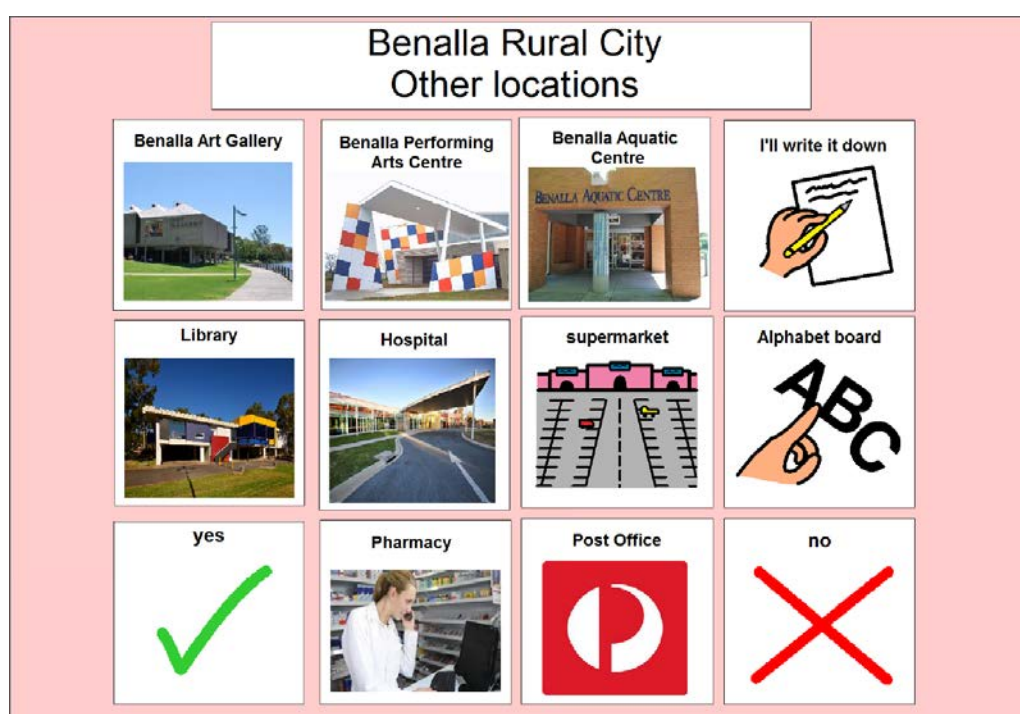 Benalla Rural City
Other locations
Benalla Art Gallery
Benalla Performing
Arts Centre
Benalla Aquatic
Centre
BENALLA AQUATIC CENTRE
I'll write it down
Library
Hospital
supermarket
Alphabet board
ABC
yes
Pharmacy
Post Office
no